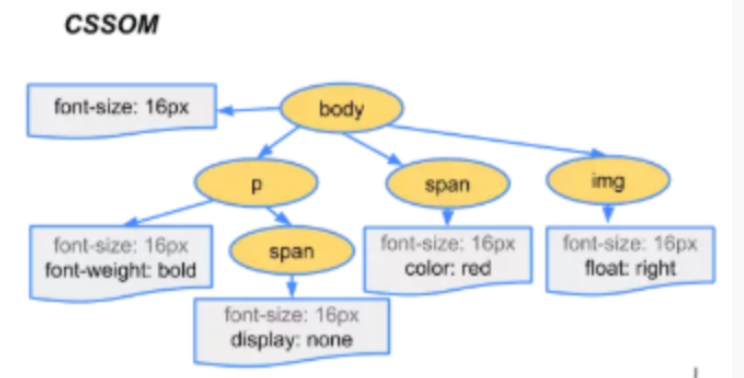 CSSOM
font-size: 16px
body
p
span
img
font-size: 16px
font-weight: bold
span
font-size: 16px
color: red
font-size: 16px
float: right
font-size: 16px
display: none